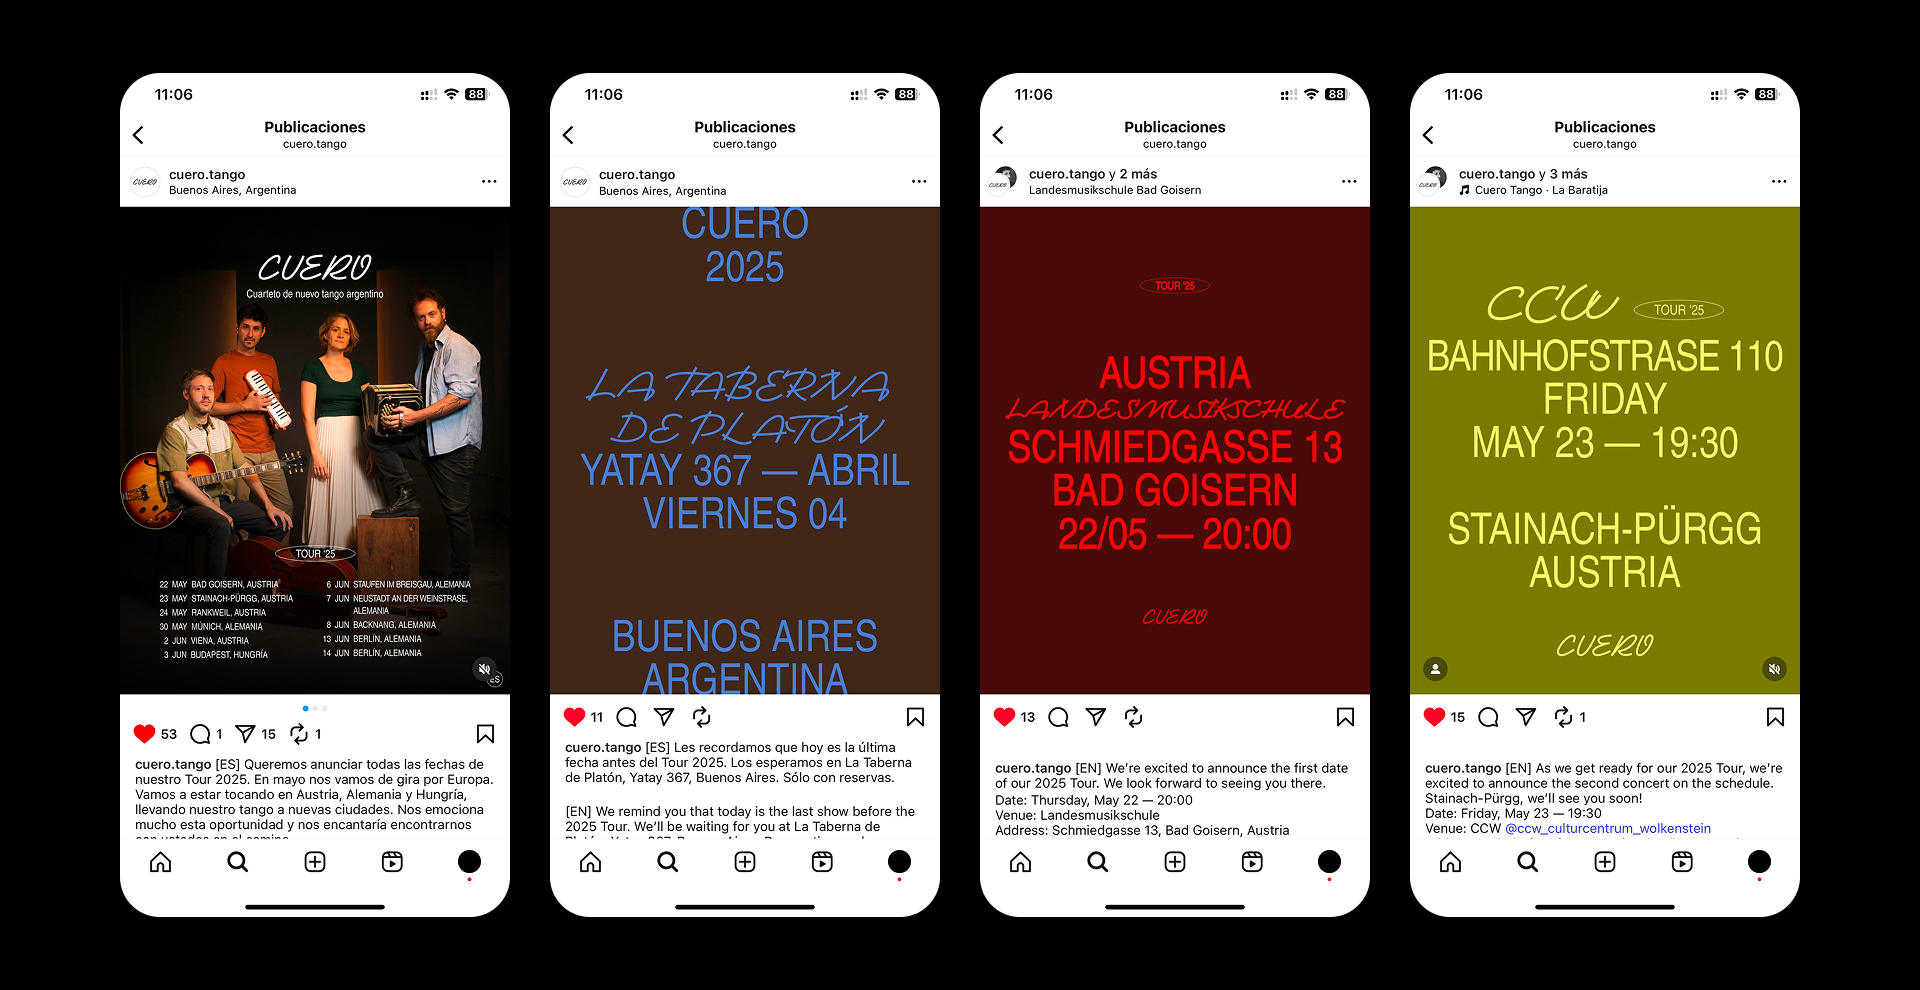 11:06
88
Publicaciones
cuero.tango
CUERO
cuero.tango
Buenos Aires, Argentina
CUERO
Cuarteto de nuevo tango argentino
TOUR '25
22 MAY BAD GOISERN, AUSTRIA
23 MAY STAINACH-PÜRGG, AUSTRIA
24 MAY RANKWEIL, AUSTRIA
30 MAY MÚNICH, ALEMANIA
2 JUN VIENA, AUSTRIA
3 JUN BUDAPEST, HUNGRÍA
6 JUN STAUFEN IM BREISGAU, ALEMANIA
7 JUN NEUSTADT AN DER WEINSTRASE,
ALEMANIA
8 JUN BACKNANG, ALEMANIA
13 JUN BERLÍN, ALEMANIA
14 JUN BERLÍN, ALEMANIA
53 1 15 1
cuero.tango [ES] Queremos anunciar todas las fechas de
nuestro Tour 2025. En mayo nos vamos de gira por Europa.
Vamos a estar tocando en Austria, Alemania y Hungría,
llevando nuestro tango a nuevas ciudades. Nos emociona
mucho esta oportunidad y nos encantaría encontrarnos
11:06
88
Publicaciones
cuero.tango
CUERO
cuero.tango
Buenos Aires, Argentina
CUERO
2025
LA TABERNA
DE PLATÓN
YATAY 367 — ABRIL
VIERNES 04
BUENOS AIRES
ARGENTINA
11
cuero.tango [ES] Les recordamos que hoy es la última
fecha antes del Tour 2025. Los esperamos en La Taberna
de Platón, Yatay 367, Buenos Aires. Sólo con reservas.
[EN] We remind you that today is the last show before the
2025 Tour. We'll be waiting for you at La Taberna de
11:06
88
Publicaciones
cuero.tango
CUERO
cuero.tango y 2 más
Landesmusikschule Bad Goisern
TOUR '25
AUSTRIA
LANDESMUSIKSCHULE
SCHMIEDGASSE 13
BAD GOISERN
22/05 — 20:00
CUERO
13
cuero.tango [EN] We're excited to announce the first date
of our 2025 Tour. We look forward to seeing you there.
Date: Thursday, May 22 — 20:00
Venue: Landesmusikschule
Address: Schmiedgasse 13, Bad Goisern, Austria
11:06
88
Publicaciones
cuero.tango
CUERO
cuero.tango y 3 más
Cuero Tango · La Baratija
CCW TOUR '25
BAHNHOFSTRASE 110
FRIDAY
MAY 23 — 19:30
STAINACH-PÜRGG
AUSTRIA
CUERO
15 1
cuero.tango [EN] As we get ready for our 2025 Tour, we're
excited to announce the second concert on the schedule.
Stainach-Pürgg, we'll see you soon!
Date: Friday, May 23 — 19:30
Venue: CCW @ccw_culturcentrum_wolkenstein